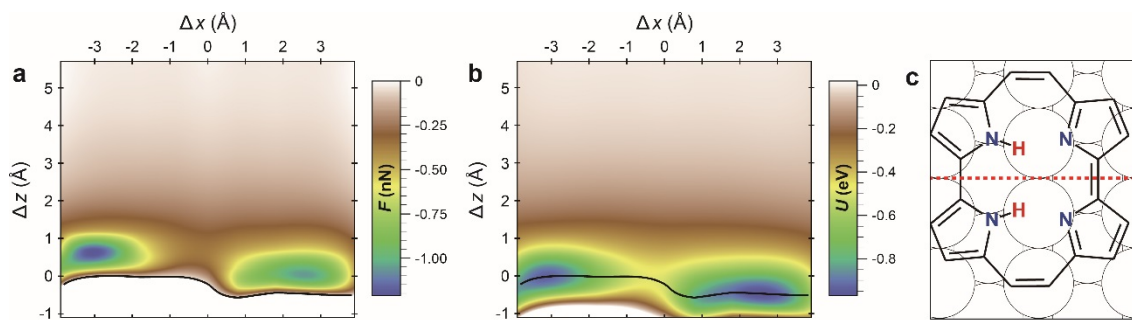 Δx (Å)
-3 -2 -1 0 1 2 3
a
5
4
3
2
1
0
-1
Δz (Å)
0
-0.25
-0.50
-0.75
-1.00
F (nN)
Δx (Å)
-3 -2 -1 0 1 2 3
b
5
4
3
2
1
0
-1
Δz (Å)
0
-0.2
-0.4
-0.6
-0.8
U (eV)
c
N H N
N H N